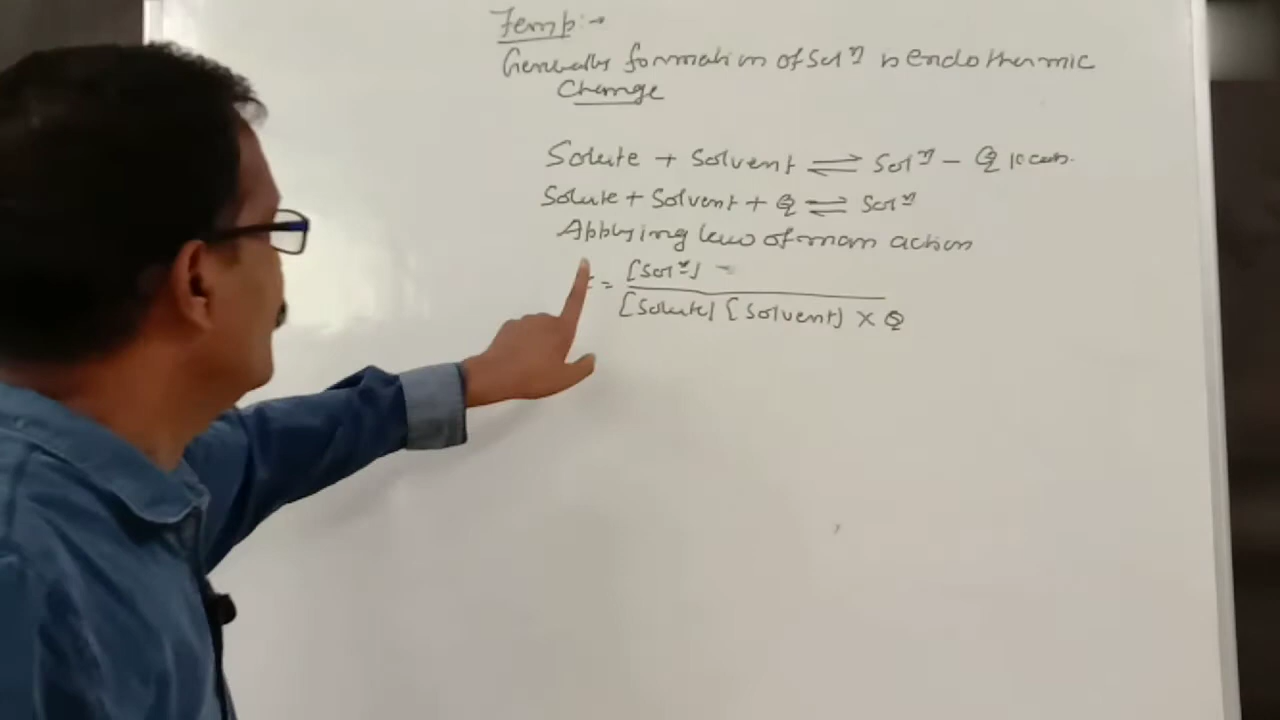 Temp:→
Generally formation of Solⁿ is endothermic
Change
Solute + Solvent ⇌ Solⁿ - Q kcals.
Solute + Solvent + Q ⇌ Solⁿ
Applying law of mass action
= [Solⁿ] / [Solute] [Solvent] × Q